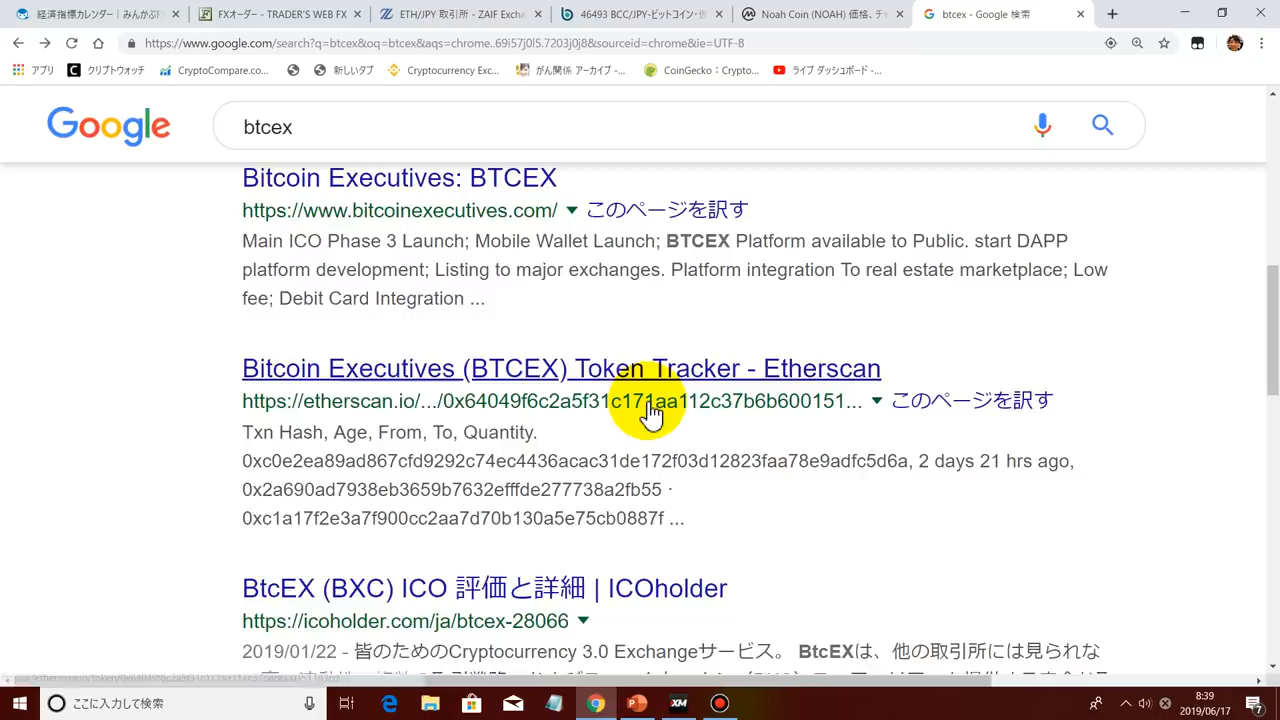 経済指標カレンダー｜みんかぶFX
FXオーダー - TRADER'S WEB FX
ETH/JPY 取引所 - ZAIF Excha
46493 BCC/JPY-ビットコイン・仮
Noah Coin (NOAH) 価格、チャ
btcex - Google 検索
https://www.google.com/search?q=btcex&oq=btcex&aqs=chrome..69i57j0l5.7203j0j8&sourceid=chrome&ie=UTF-8
アプリ
クリプトウォッチ
CryptoCompare.co...
新しいタブ
Cryptocurrency Exc...
がん関係 アーカイブ -...
CoinGecko：Crypto...
ライブ ダッシュボード -...
Google
btcex
Bitcoin Executives: BTCEX
https://www.bitcoinexecutives.com/ ▼ このページを訳す
Main ICO Phase 3 Launch; Mobile Wallet Launch; BTCEX Platform available to Public. start DAPP
platform development; Listing to major exchanges. Platform integration To real estate marketplace; Low
fee; Debit Card Integration ...
Bitcoin Executives (BTCEX) Token Tracker - Etherscan
https://etherscan.io/.../0x64049f6c2a5f31c171aa112c37b6b600151... ▼ このページを訳す
Txn Hash, Age, From, To, Quantity.
0xc0e2ea89ad867cfd9292c74ec4436acac31de172f03d12823faa78e9adfc5d6a, 2 days 21 hrs ago,
0x2a690ad7938eb3659b7632efffde277738a2fb55 ·
0xc1a17f2e3a7f900cc2aa7d70b130a5e75cb0887f ...
BtcEX (BXC) ICO 評価と詳細 | ICOholder
https://icoholder.com/ja/btcex-28066 ▼
2019/01/22 - 皆のためのCryptocurrency 3.0 Exchangeサービス。 BtcEXは、他の取引所には見られな
ここに入力して検索
8:39
2019/06/17
7